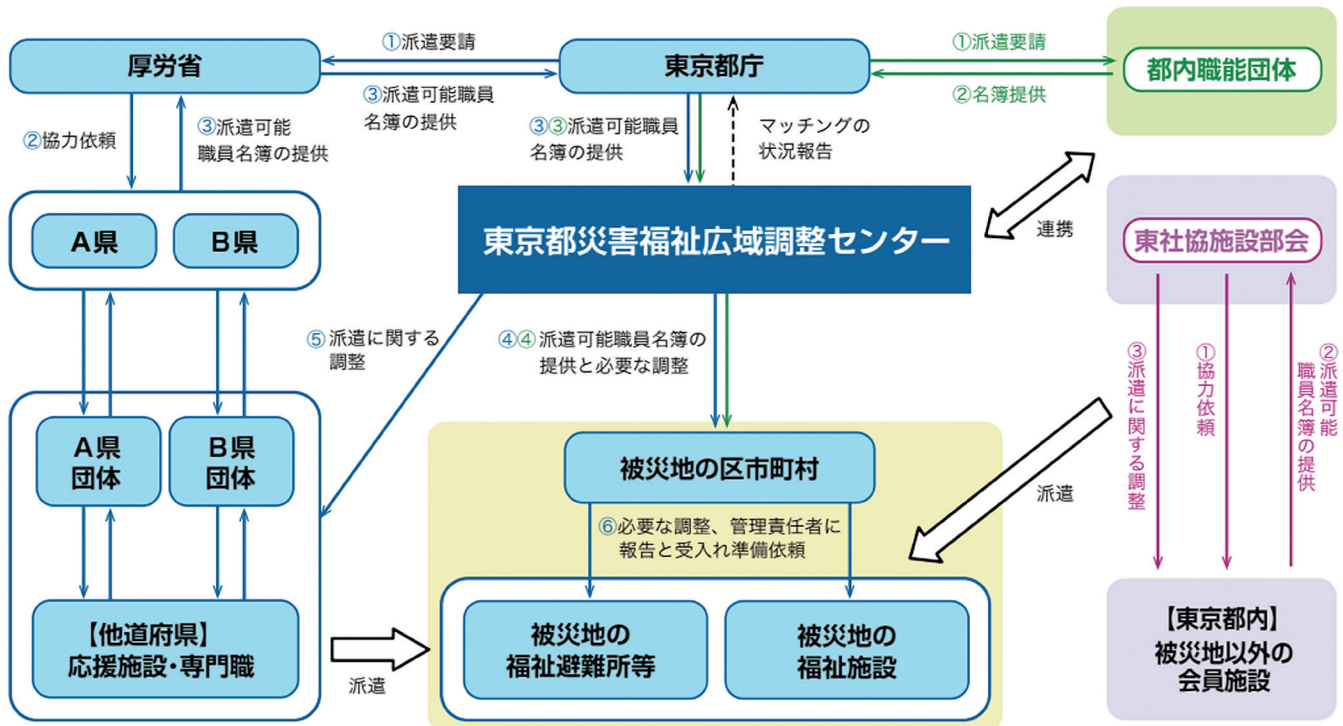 厚労省
①派遣要請
③派遣可能職員
名簿の提供
東京都庁
①派遣要請
②名簿提供
都内職能団体
②協力依頼
③派遣可能
職員名簿の提供
③③派遣可能職員
名簿の提供
マッチングの
状況報告
A県
B県
東京都災害福祉広域調整センター
連携
東社協施設部会
⑤派遣に関する
調整
④④派遣可能職員名簿の
提供と必要な調整
③派遣に関する調整
①協力依頼
②派遣可能
職員名簿の提供
A県
団体
B県
団体
被災地の区市町村
派遣
⑥必要な調整、管理責任者に
報告と受入れ準備依頼
【他道府県】
応援施設・専門職
派遣
被災地の
福祉避難所等
被災地の
福祉施設
【東京都内】
被災地以外の
会員施設